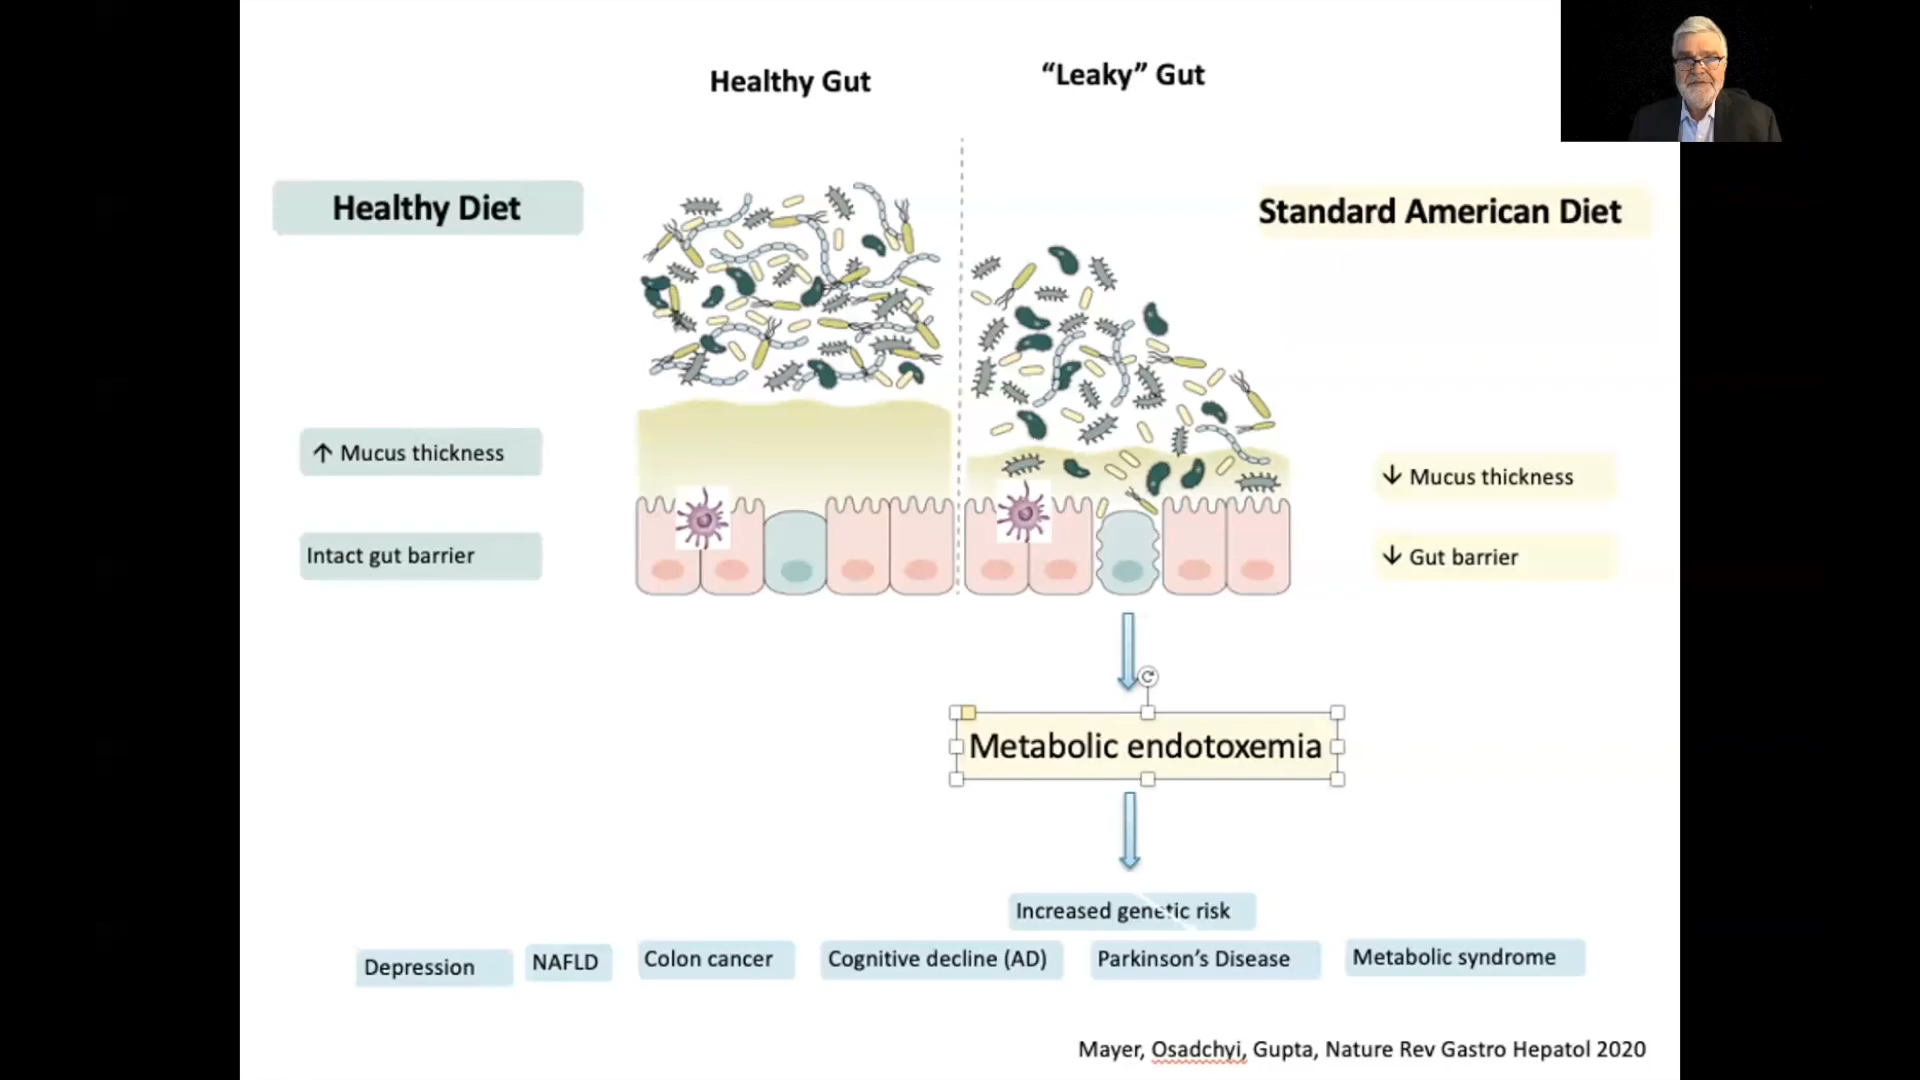 Healthy Gut
“Leaky” Gut
Healthy Diet
Standard American Diet
↑ Mucus thickness
↓ Mucus thickness
Intact gut barrier
↓ Gut barrier
Metabolic endotoxemia
Increased genetic risk
Depression
NAFLD
Colon cancer
Cognitive decline (AD)
Parkinson’s Disease
Metabolic syndrome
Mayer, Osadchyi, Gupta, Nature Rev Gastro Hepatol 2020